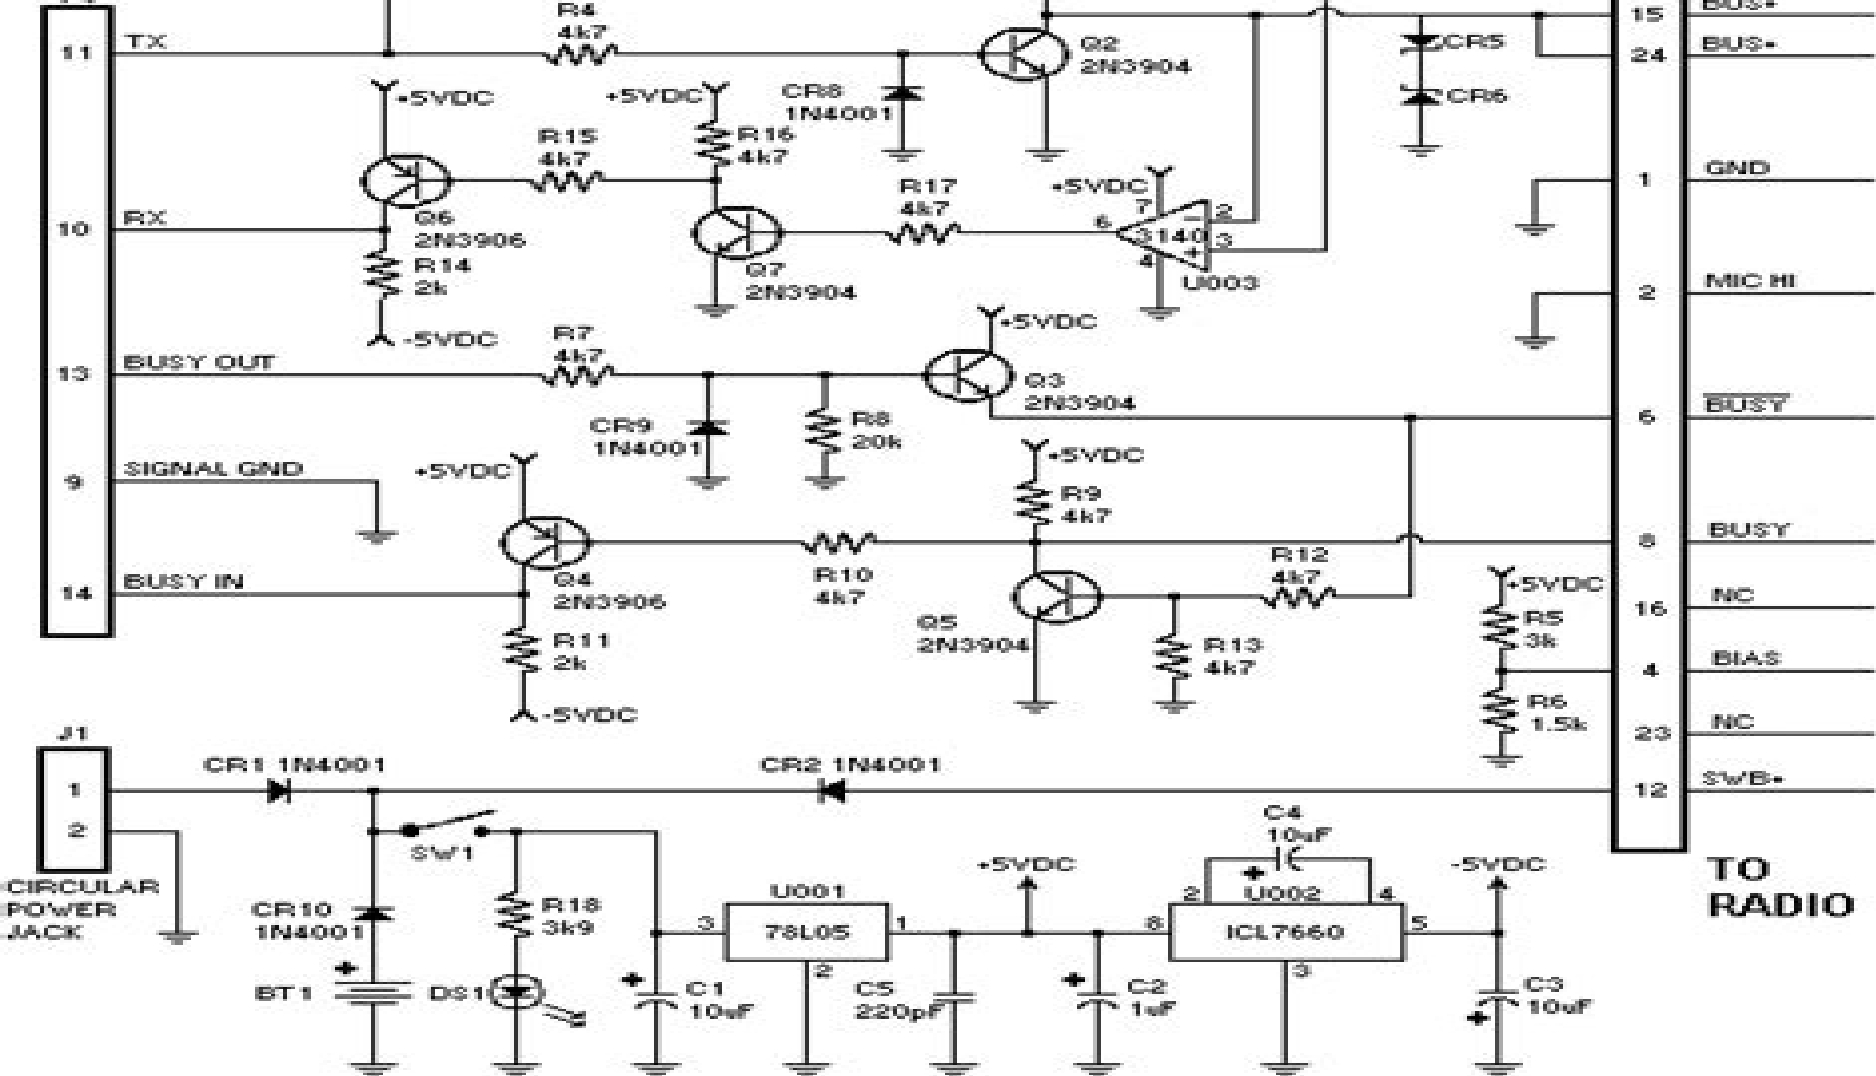 R4
4k7
15
BUS+
11
TX
Q2
2N3904
CR5
24
BUS-
+5VDC
+5VDC
CR8
1N4001
CR6
R15
4k7
R16
4k7
+5VDC
R17
4k7
1
GND
7
2
10
RX
Q6
2N3906
6
3140
-
+
3
4
U003
R14
2k
Q7
2N3904
2
MIC HI
-5VDC
+5VDC
R7
4k7
13
BUSY OUT
Q3
2N3904
6
BUSY
CR9
1N4001
R8
20k
9
SIGNAL GND
+5VDC
+5VDC
R9
4k7
8
BUSY
14
BUSY IN
Q4
2N3906
R10
4k7
R12
4k7
+5VDC
16
NC
Q5
2N3904
R5
3k
R11
2k
R13
4k7
4
BIAS
-5VDC
R6
1.5k
23
NC
J1
CR1 1N4001
CR2 1N4001
1
12
SWB+
2
SW1
C4
10uF
+
+5VDC
-5VDC
TO
RADIO
CIRCULAR
POWER
JACK
CR10
1N4001
R18
3k9
U001
3
78L05
1
2
2
U002
4
8
ICL7660
5
3
+
BT1
DS1
+
C1
10uF
C5
220pF
+
C2
1uF
C3
10uF
+